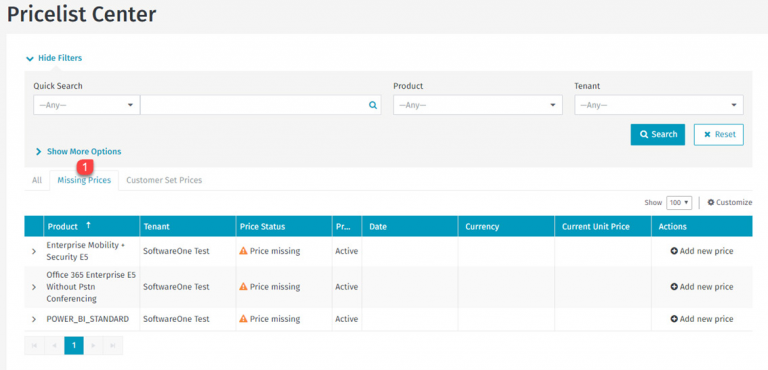 Pricelist Center
Hide Filters
Quick Search Product Tenant
—Any— —Any— —Any—
Search Reset
Show More Options
1
All Missing Prices Customer Set Prices
Show 100 Customize
Product Tenant Price Status Pr... Date Currency Current Unit Price Actions
Enterprise Mobility +
Security E5
SoftwareOne Test Price missing Active Add new price
Office 365 Enterprise E5
Without Pstn
Conferencing
SoftwareOne Test Price missing Active Add new price
POWER_BI_STANDARD SoftwareOne Test Price missing Active Add new price
1